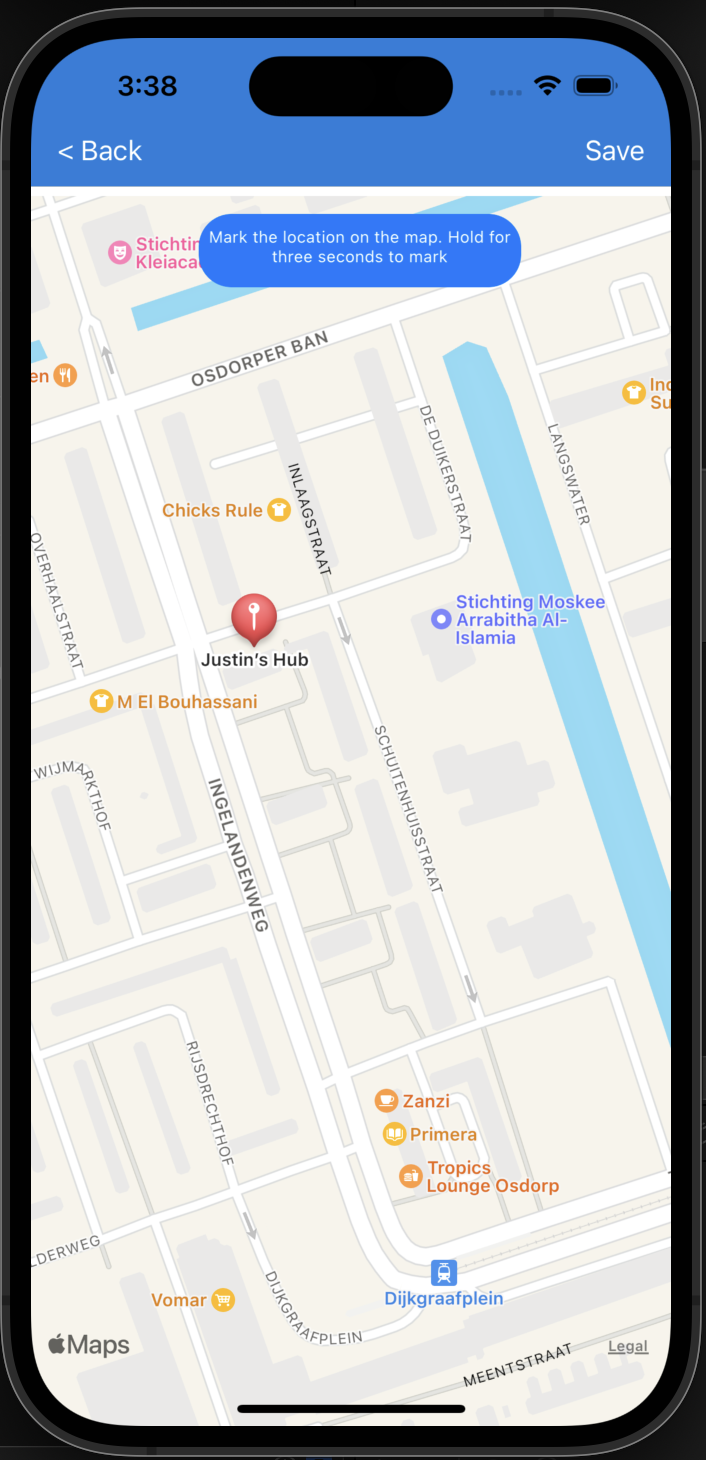 3:38
< Back
Save
Mark the location on the map. Hold for
three seconds to mark
Stichtin
Kleiaca
OSDORPER BAN
en
Ind
Su
DE DUIKERSTRAAT
LANGSWATER
INLAAGSTRAAT
Chicks Rule
OVERHAALSTRAAT
Stichting Moskee
Arrabitha Al-
Islamia
Justin's Hub
M El Bouhassani
WIJMARKTHOF
SCHUITENHUISSTRAAT
INGELANDENWEG
RIJSDRECHTHOF
Zanzi
Primera
Tropics
Lounge Osdorp
LDERWEG
Dijkgraafplein
Vomar
DIJKGRAAFPLEIN
Maps
Legal
MEENTSTRAAT